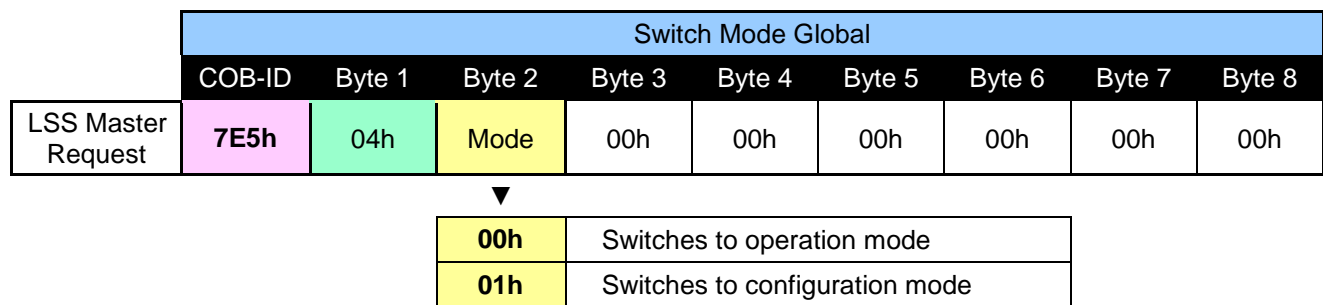 Switch Mode Global
COB-ID Byte 1 Byte 2 Byte 3 Byte 4 Byte 5 Byte 6 Byte 7 Byte 8
LSS Master Request 7E5h 04h Mode 00h 00h 00h 00h 00h 00h
▼
00h Switches to operation mode
01h Switches to configuration mode